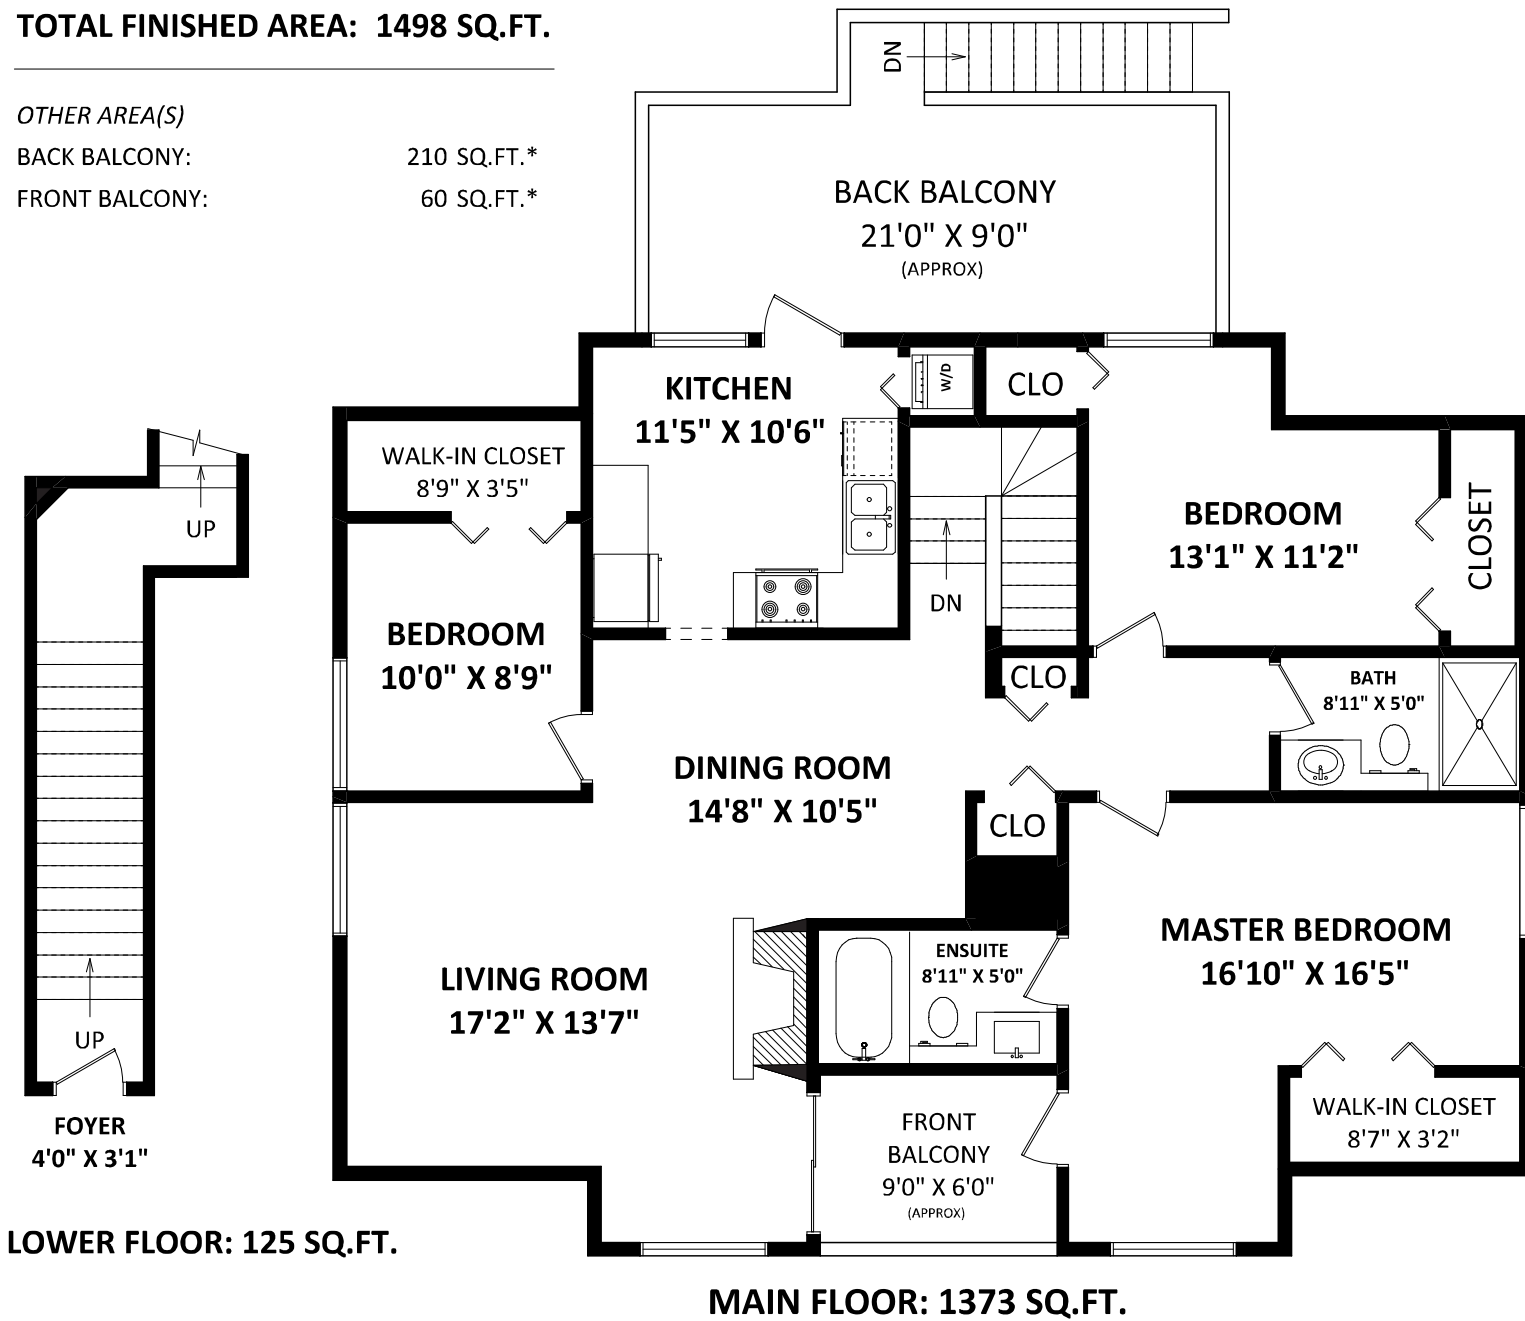 TOTAL FINISHED AREA: 1498 SQ.FT.
OTHER AREA(S)
BACK BALCONY: 210 SQ.FT.*
FRONT BALCONY: 60 SQ.FT.*
DN
BACK BALCONY
21'0" X 9'0"
(APPROX)
KITCHEN
11'5" X 10'6"
W/D
CLO
WALK-IN CLOSET
8'9" X 3'5"
UP
BEDROOM
13'1" X 11'2"
CLOSET
DN
BEDROOM
10'0" X 8'9"
CLO
BATH
8'11" X 5'0"
DINING ROOM
14'8" X 10'5"
CLO
MASTER BEDROOM
16'10" X 16'5"
ENSUITE
8'11" X 5'0"
LIVING ROOM
17'2" X 13'7"
UP
FOYER
4'0" X 3'1"
FRONT
BALCONY
9'0" X 6'0"
(APPROX)
WALK-IN CLOSET
8'7" X 3'2"
LOWER FLOOR: 125 SQ.FT.
MAIN FLOOR: 1373 SQ.FT.